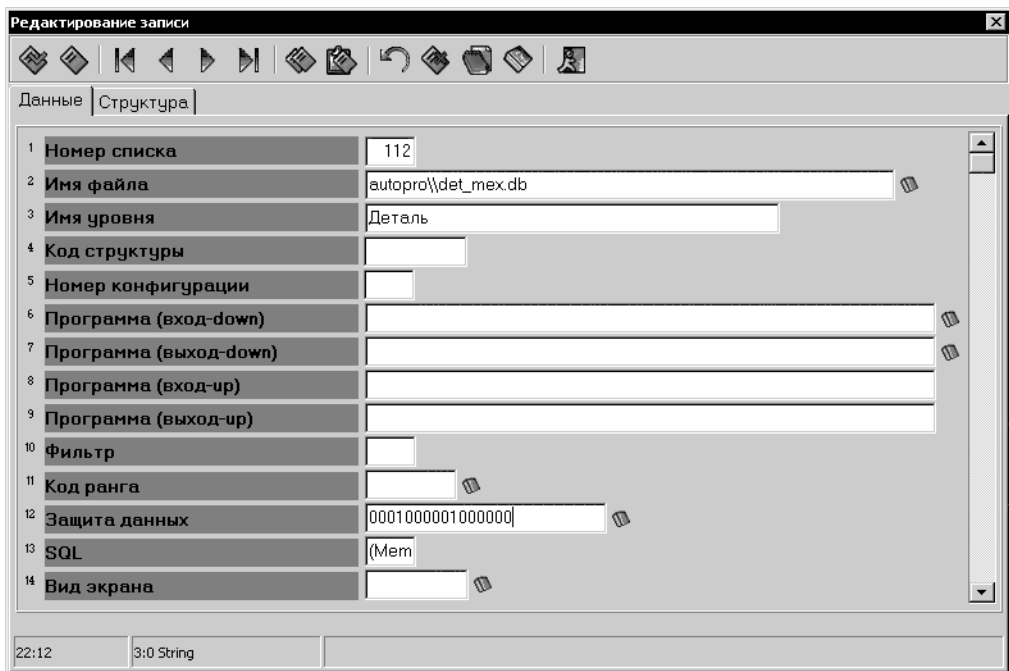 Редактирование записи
Данные Структура
1 Номер списка 112
2 Имя файла autopro\\det_mex.db
3 Имя уровня Деталь
4 Код структуры
5 Номер конфигурации
6 Программа (вход-down)
7 Программа (выход-down)
8 Программа (вход-up)
9 Программа (выход-up)
10 Фильтр
11 Код ранга
12 Защита данных 0001000001000000
13 SQL (Mem
14 Вид экрана
22:12 3:0 String